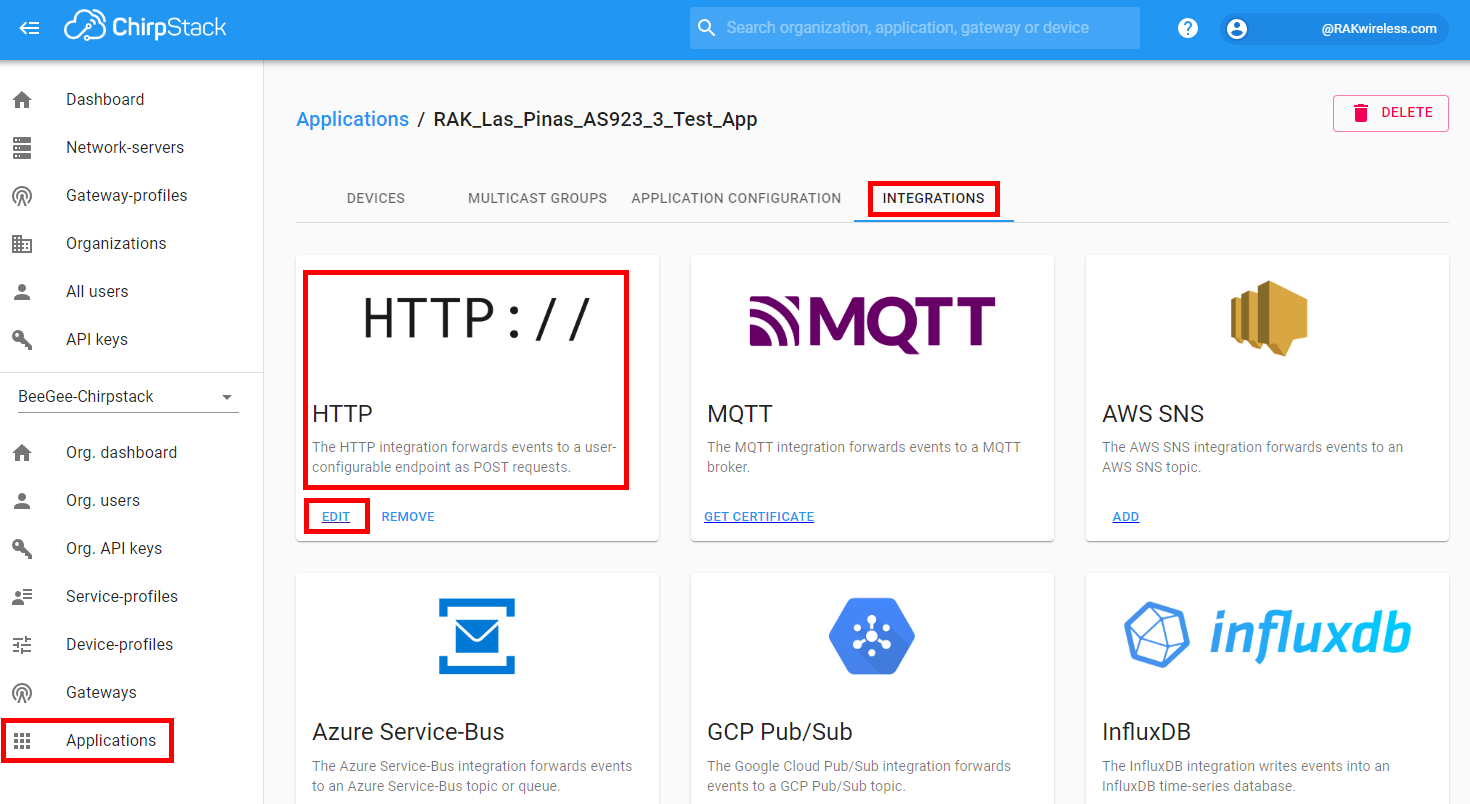 ChirpStack
Search organization, application, gateway or device
?
@RAKwireless.com
Dashboard
Network-servers
Gateway-profiles
Organizations
All users
API keys
BeeGee-Chirpstack
Org. dashboard
Org. users
Org. API keys
Service-profiles
Device-profiles
Gateways
Applications
Applications / RAK_Las_Pinas_AS923_3_Test_App
DELETE
DEVICES
MULTICAST GROUPS
APPLICATION CONFIGURATION
INTEGRATIONS
HTTP://
HTTP
The HTTP integration forwards events to a user-
configurable endpoint as POST requests.
EDIT
REMOVE
MQTT
MQTT
The MQTT integration forwards events to a MQTT
broker.
GET CERTIFICATE
AWS SNS
The AWS SNS integration forwards events to an
AWS SNS topic.
ADD
Azure Service-Bus
The Azure Service-Bus integration forwards events
to an Azure Service-Bus topic or queue.
GCP Pub/Sub
The Google Cloud Pub/Sub integration forwards
events to a GCP Pub/Sub topic.
influxdb
InfluxDB
The InfluxDB integration writes events into an
InfluxDB time-series database.